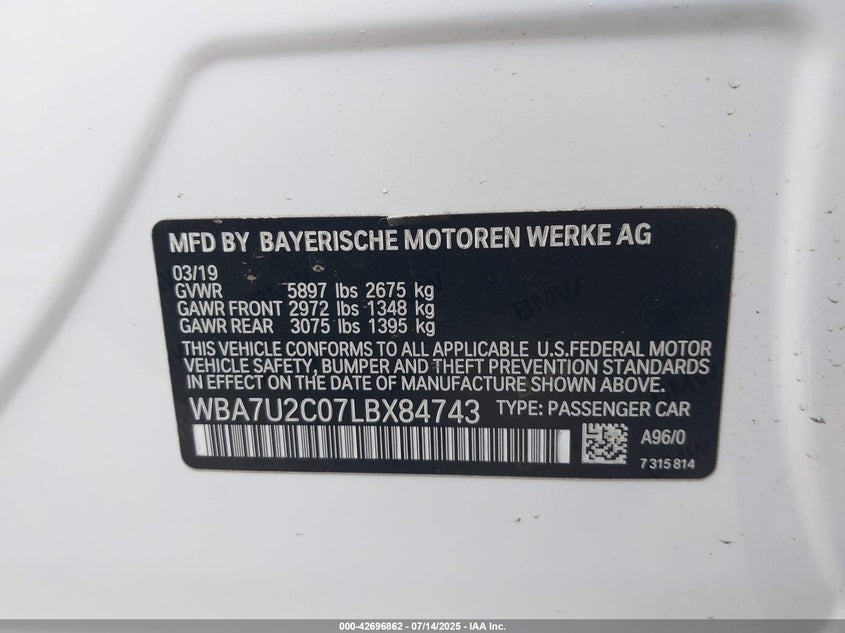 MFD BY BAYERISCHE MOTOREN WERKE AG
03/19
GVWR 5897 lbs 2675 kg
GAWR FRONT 2972 lbs 1348 kg
GAWR REAR 3075 lbs 1395 kg
THIS VEHICLE CONFORMS TO ALL APPLICABLE U.S.FEDERAL MOTOR
VEHICLE SAFETY, BUMPER AND THEFT PREVENTION STANDARDS
IN EFFECT ON THE DATE OF MANUFACTURE SHOWN ABOVE.
WBA7U2C07LBX84743 TYPE: PASSENGER CAR
A96/0
7 315 814
000-42696862 - 07/14/2025 - IAA Inc.